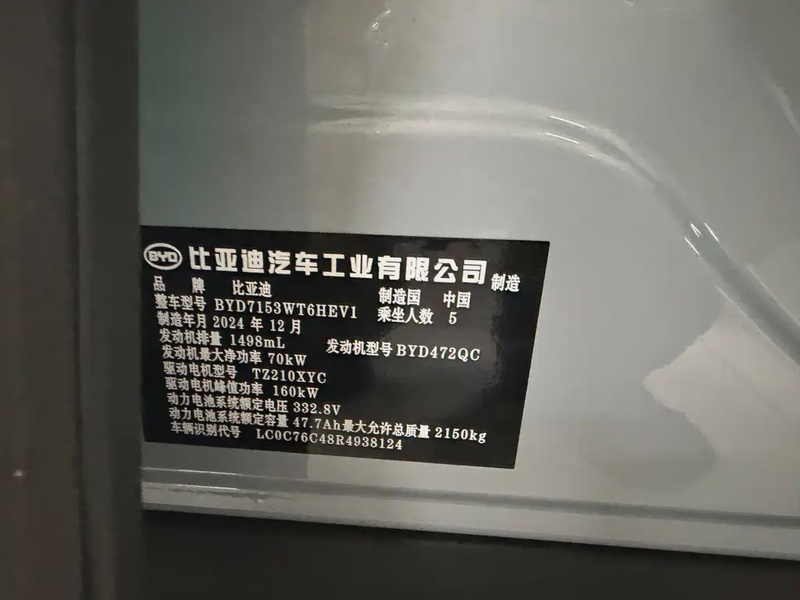 BYD 比亚迪汽车工业有限公司 制造
品 牌 比亚迪 制造国 中国
整车型号 BYD7153WT6HEV1 乘坐人数 5
制造年月 2024 年 12 月
发动机排量 1498mL 发动机型号 BYD472QC
发动机最大净功率 70kW
驱动电机型号 TZ210XYC
驱动电机峰值功率 160kW
动力电池系统额定电压 332.8V
动力电池系统额定容量 47.7Ah 最大允许总质量 2150kg
车辆识别代号 LC0C76C48R4938124